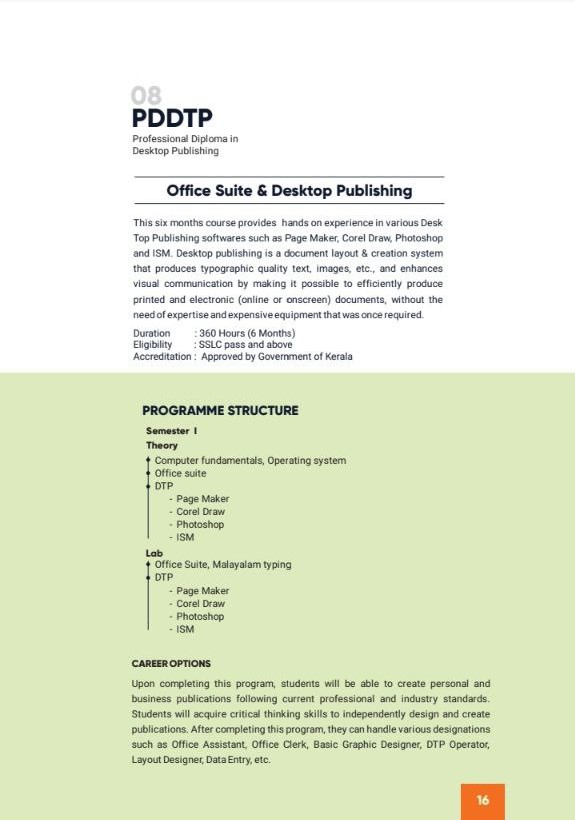 08
PDDTP
Professional Diploma in
Desktop Publishing
Office Suite & Desktop Publishing
This six months course provides hands on experience in various Desk
Top Publishing softwares such as Page Maker, Corel Draw, Photoshop
and ISM. Desktop publishing is a document layout & creation system
that produces typographic quality text, images, etc., and enhances
visual communication by making it possible to efficiently produce
printed and electronic (online or onscreen) documents, without the
need of expertise and expensive equipment that was once required.
Duration : 360 Hours (6 Months)
Eligibility : SSLC pass and above
Accreditation : Approved by Government of Kerala
PROGRAMME STRUCTURE
Semester I
Theory
Computer fundamentals, Operating system
Office suite
DTP
- Page Maker
- Corel Draw
- Photoshop
- ISM
Lab
Office Suite, Malayalam typing
DTP
- Page Maker
- Corel Draw
- Photoshop
- ISM
CAREER OPTIONS
Upon completing this program, students will be able to create personal and
business publications following current professional and industry standards.
Students will acquire critical thinking skills to independently design and create
publications. After completing this program, they can handle various designations
such as Office Assistant, Office Clerk, Basic Graphic Designer, DTP Operator,
Layout Designer, Data Entry, etc.
16